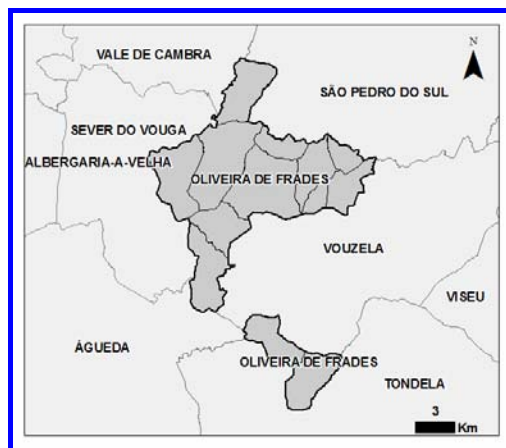 N
VALE DE CAMBRA
SÃO PEDRO DO SUL
SEVER DO VOUGA
ALBERGARIA-A-VELHA
OLIVEIRA DE FRADES
VOUZELA
VISEU
ÁGUEDA
OLIVEIRA DE FRADES
TONDELA
3
Km